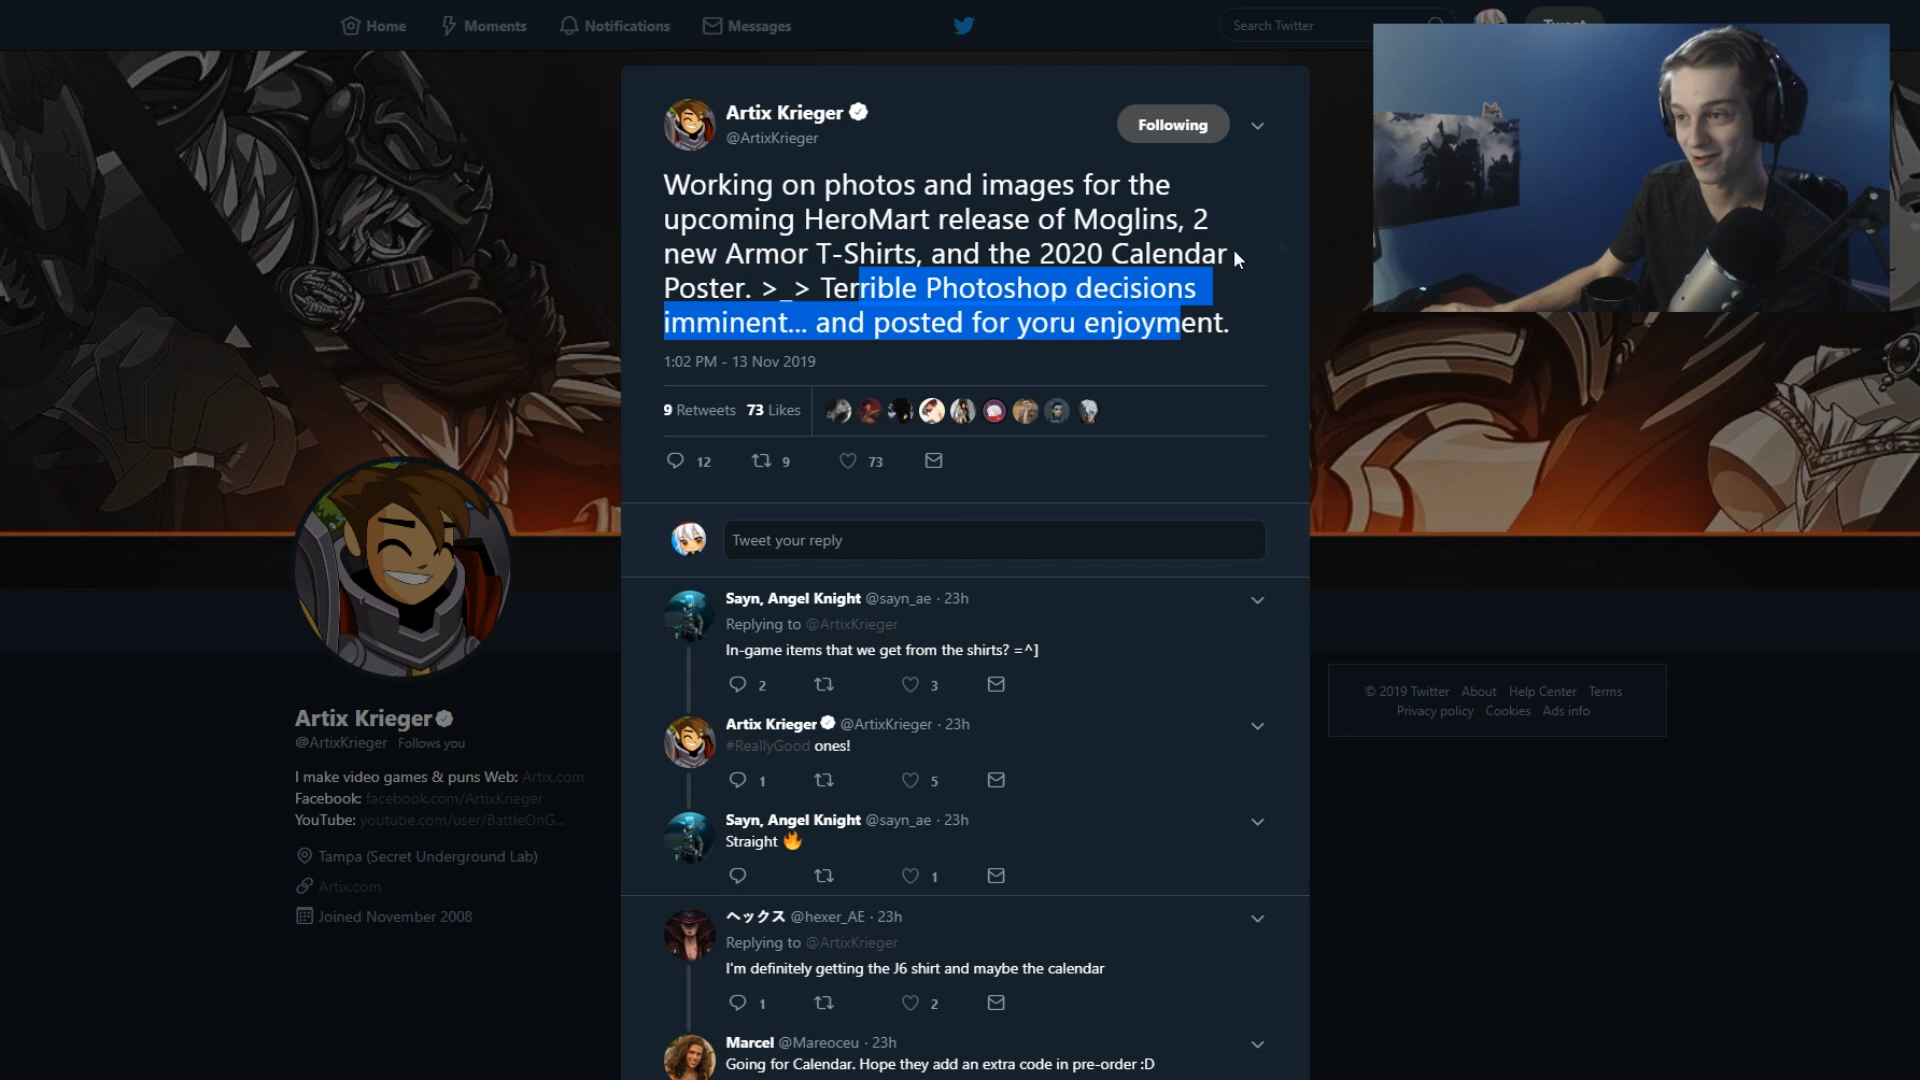 Home Moments Notifications Messages Search Twitter
Artix Krieger
@ArtixKrieger
Following
Working on photos and images for the
upcoming HeroMart release of Moglins, 2
new Armor T-Shirts, and the 2020 Calendar
Poster. >_> Terrible Photoshop decisions
imminent... and posted for yoru enjoyment.
1:02 PM - 13 Nov 2019
9 Retweets 73 Likes
12 9 73
Tweet your reply
Sayn, Angel Knight @sayn_ae · 23h
Replying to @ArtixKrieger
In-game items that we get from the shirts? =^]
2 3
Artix Krieger @ArtixKrieger · 23h
#ReallyGood ones!
1 5
Sayn, Angel Knight @sayn_ae · 23h
Straight 🔥
1
ヘックス @hexer_AE · 23h
Replying to @ArtixKrieger
I'm definitely getting the J6 shirt and maybe the calendar
1 2
Marcel @Mareoceu · 23h
Going for Calendar. Hope they add an extra code in pre-order :D
Artix Krieger
@ArtixKrieger Follows you
I make video games & puns Web: Artix.com
Facebook: facebook.com/ArtixKrieger
YouTube: youtube.com/user/BattleOnG...
Tampa (Secret Underground Lab)
Artix.com
Joined November 2008
© 2019 Twitter About Help Center Terms
Privacy policy Cookies Ads info